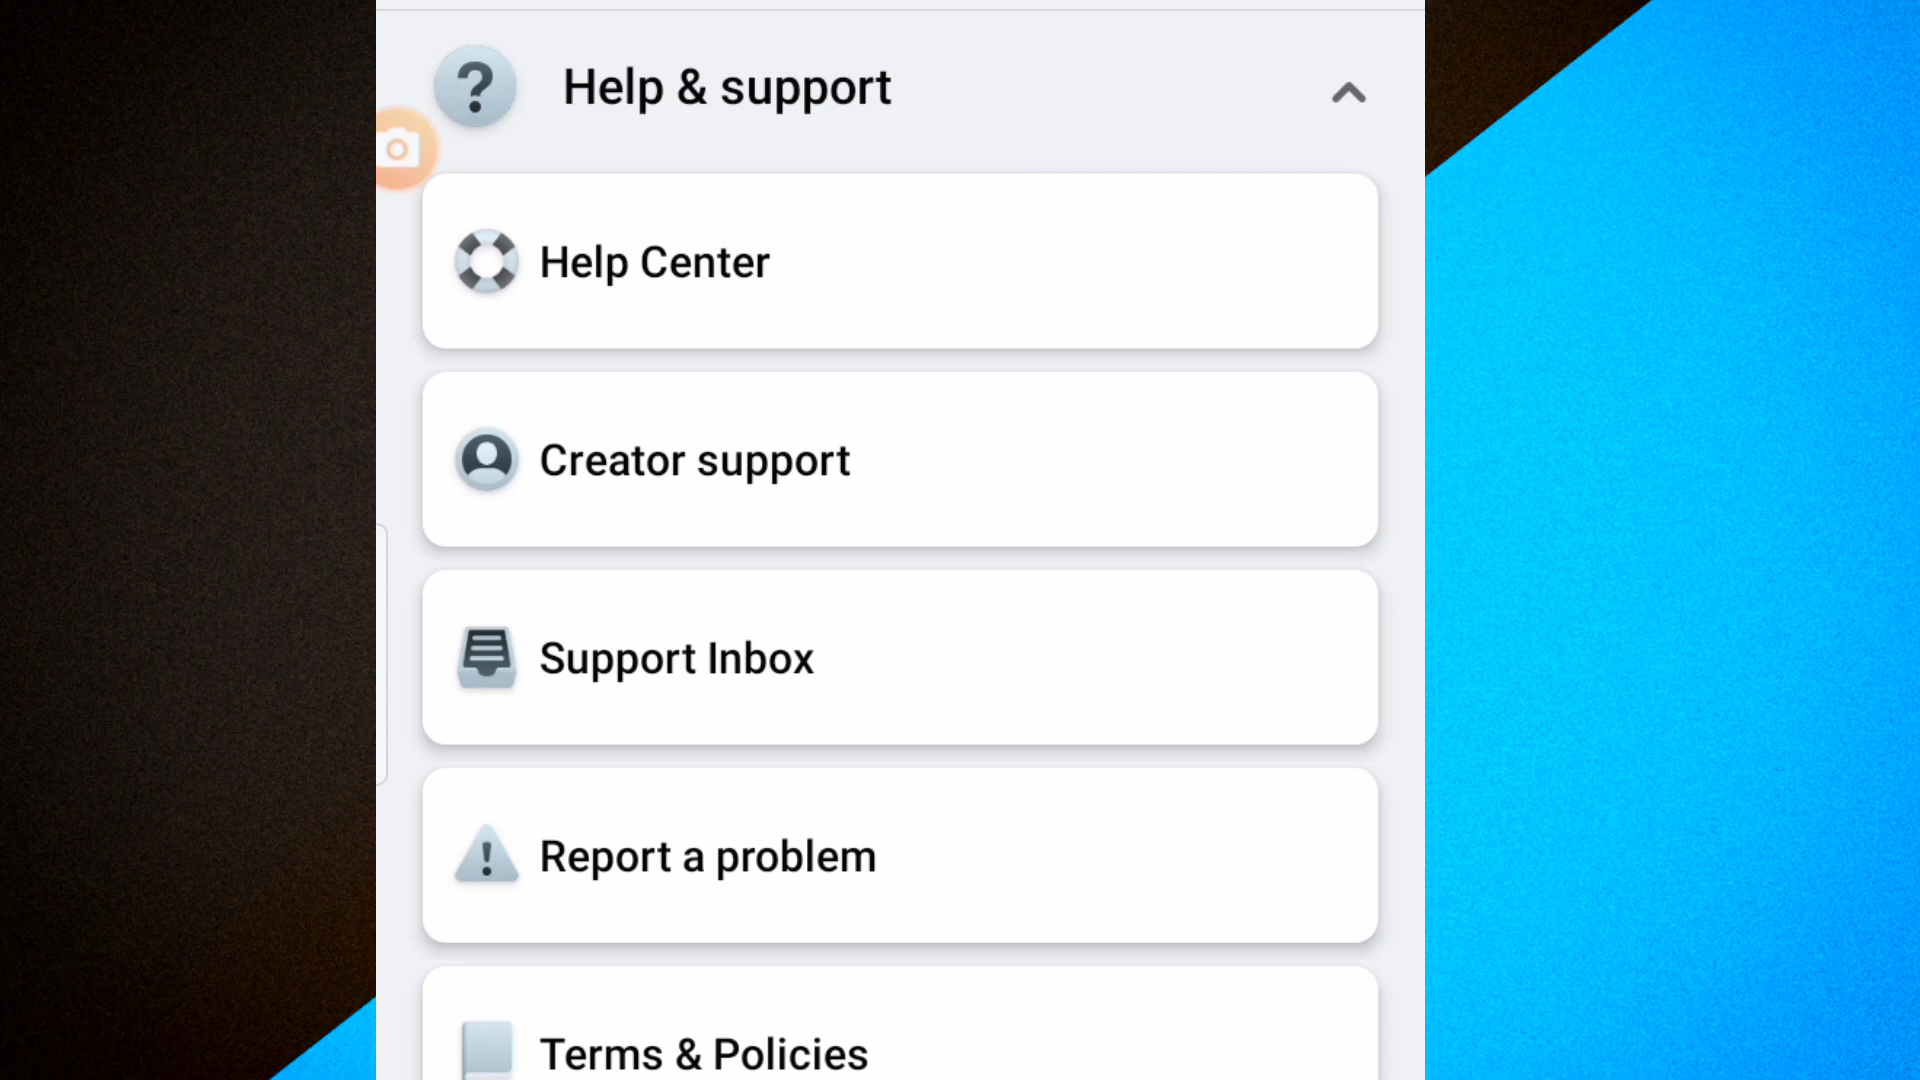 Help & support
Help Center
Creator support
Support Inbox
Report a problem
Terms & Policies